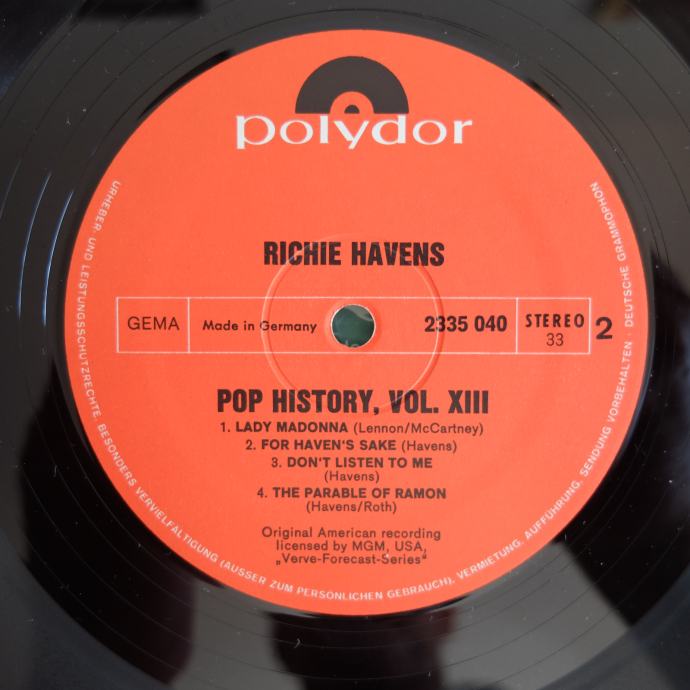 polydor
RICHIE HAVENS
GEMA
Made in Germany
2335 040
STEREO
33
2
POP HISTORY, VOL. XIII
1. LADY MADONNA (Lennon/McCartney)
2. FOR HAVEN'S SAKE (Havens)
3. DON'T LISTEN TO ME
(Havens)
4. THE PARABLE OF RAMON
(Havens/Roth)
Original American recording
licensed by MGM, USA,
„Verve-Forecast-Series"
URHEBER- UND LEISTUNGSSCHUTZRECHTE, BESONDERS VERVIELFÄLTIGUNG (AUSSER ZUM PERSÖNLICHEN GEBRAUCH), VERMIETUNG, AUFFÜHRUNG, SENDUNG VORBEHALTEN · DEUTSCHE GRAMMOPHON